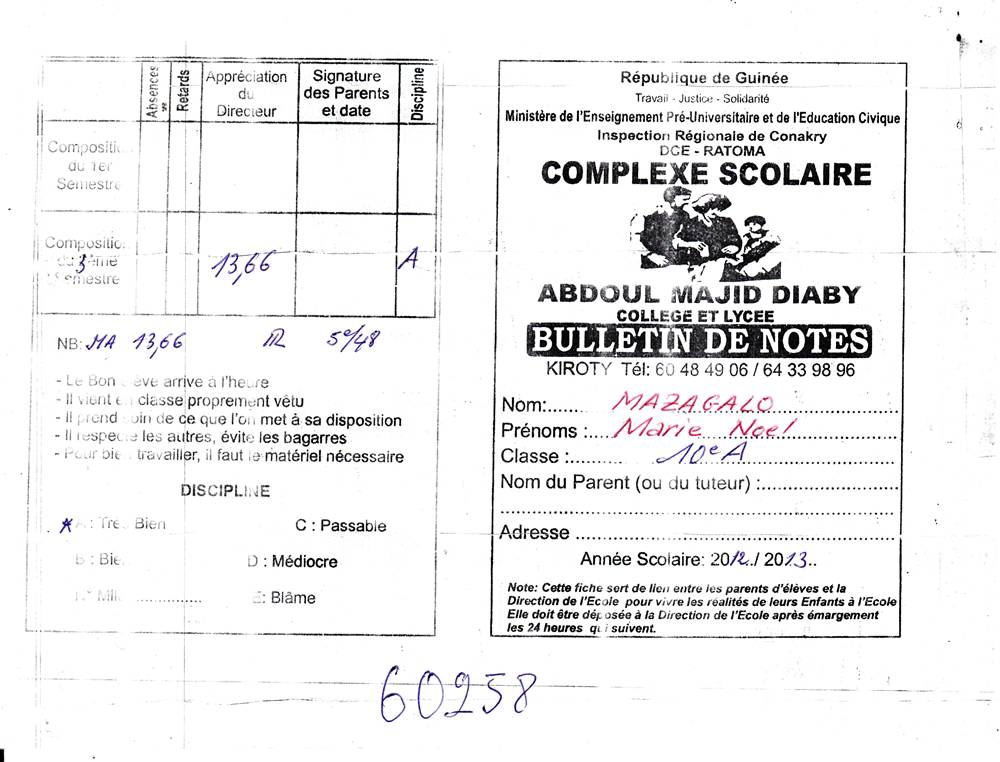 Absences
Retards
Appréciation
du
Directeur
Signature
des Parents
et date
Discipline
Composition
du 1er
Semestre
Composition
3ème
Semestre
13,66
A
NB: MA 13,66
5e/48
- Le Bon élève arrive à l'heure
- Il vient en classe proprement vêtu
- Il prend soin de ce que l'on met à sa disposition
- Il respecte les autres, évite les bagarres
- Pour bien travailler, il faut le matériel nécessaire
DISCIPLINE
A : Très Bien
C : Passable
B : Bien
D : Médiocre
E: Blâme
République de Guinée
Travail - Justice - Solidarité
Ministère de l'Enseignement Pré-Universitaire et de l'Education Civique
Inspection Régionale de Conakry
DCE - RATOMA
COMPLEXE SCOLAIRE
ABDOUL MAJID DIABY
COLLEGE ET LYCEE
BULLETIN DE NOTES
KIROTY Tél: 60 48 49 06 / 64 33 98 96
Nom:...... MAZAGALO
Prénoms :.... Marie Noel
Classe :......... 10e A
Nom du Parent (ou du tuteur) :........................
Adresse ......................................................
Année Scolaire: 2012./ 2013..
Note: Cette fiche sert de lien entre les parents d'élèves et la
Direction de l'Ecole pour vivre les réalités de leurs Enfants à l'Ecole
Elle doit être déposée à la Direction de l'Ecole après émargement
les 24 heures qui suivent.
60258